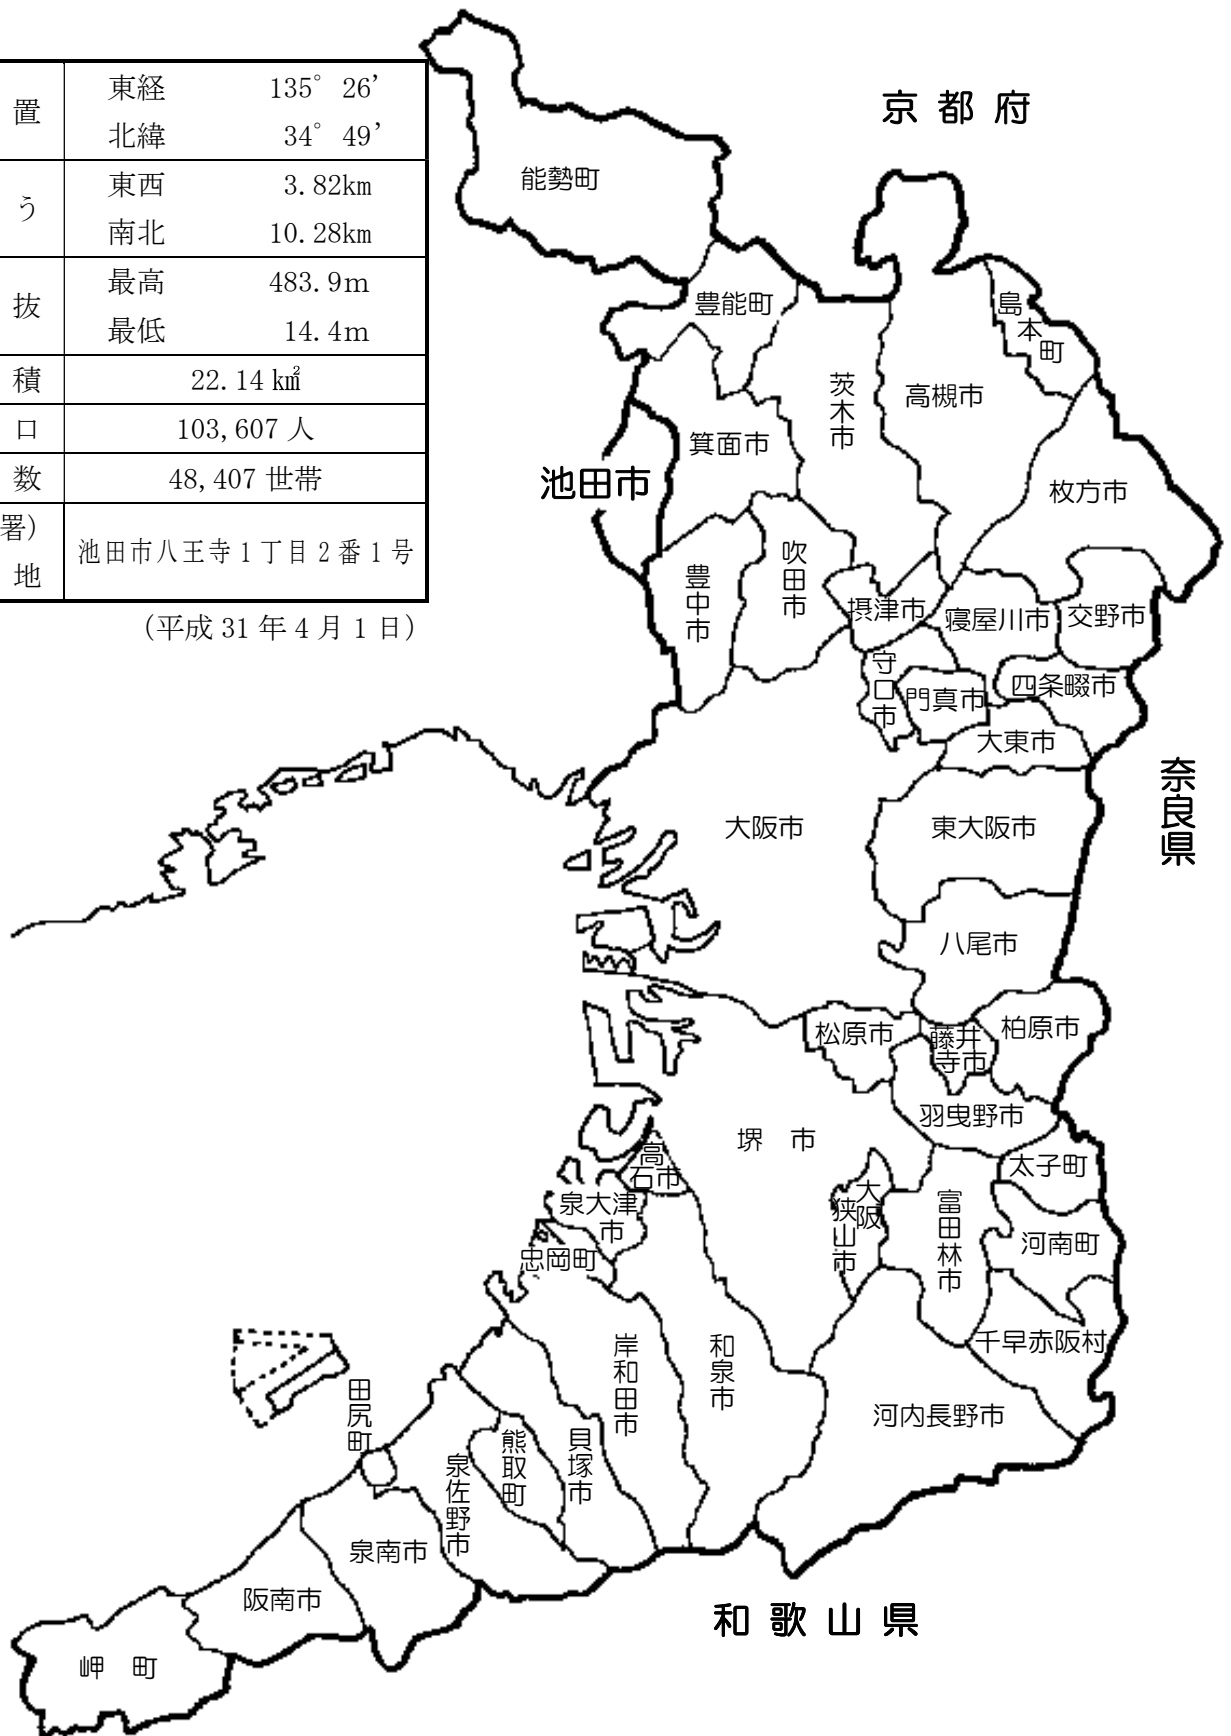 置
東経 135°26’
北緯 34°49’
う
東西 3.82km
南北 10.28km
抜
最高 483.9m
最低 14.4m
積
22.14㎢
口
103,607人
数
48,407世帯
署)
地
池田市八王寺1丁目2番1号
(平成31年4月1日)
京都府
能勢町
豊能町
島本町
茨木市
高槻市
箕面市
池田市
枚方市
吹田市
豊中市
摂津市
寝屋川市
交野市
守口市
門真市
四条畷市
大東市
奈良県
大阪市
東大阪市
八尾市
松原市
藤井寺市
柏原市
羽曳野市
堺市
高石市
太子町
大阪狭山市
富田林市
泉大津市
河南町
忠岡町
千早赤阪村
岸和田市
和泉市
田尻町
河内長野市
貝塚市
熊取町
泉佐野市
泉南市
阪南市
和歌山県
岬町